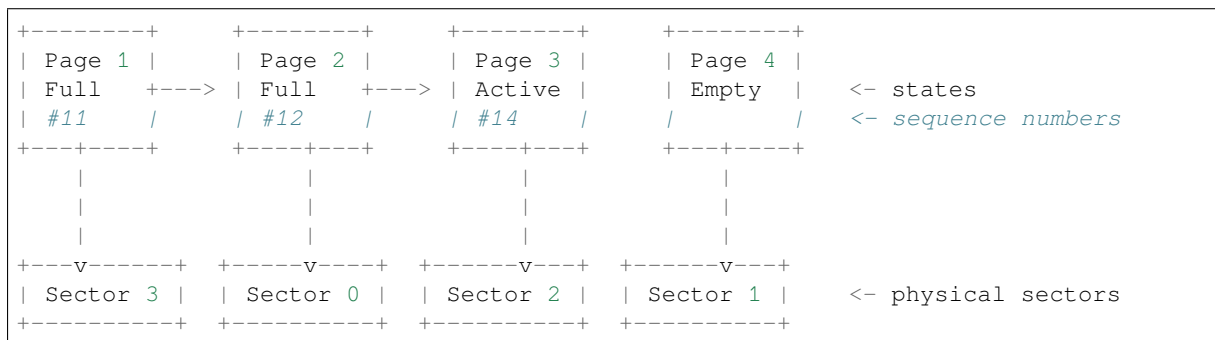 +--------+       +--------+       +--------+      +--------+
| Page 1 |       | Page 2 |       | Page 3 |      | Page 4 |
| Full   +---> | Full   +---> | Active |      | Empty  |   <- states
| #11    |       | #12    |       | #14    |      |        |   <- sequence numbers
+---+----+       +----+---+       +----+---+      +---+----+
    |                 |                |              |
    |                 |                |              |
    |                 |                |              |
+---v------+  +-----v----+  +------v---+  +------v---+
| Sector 3 |  | Sector 0 |  | Sector 2 |  | Sector 1 |   <- physical sectors
+----------+  +----------+  +----------+  +----------+